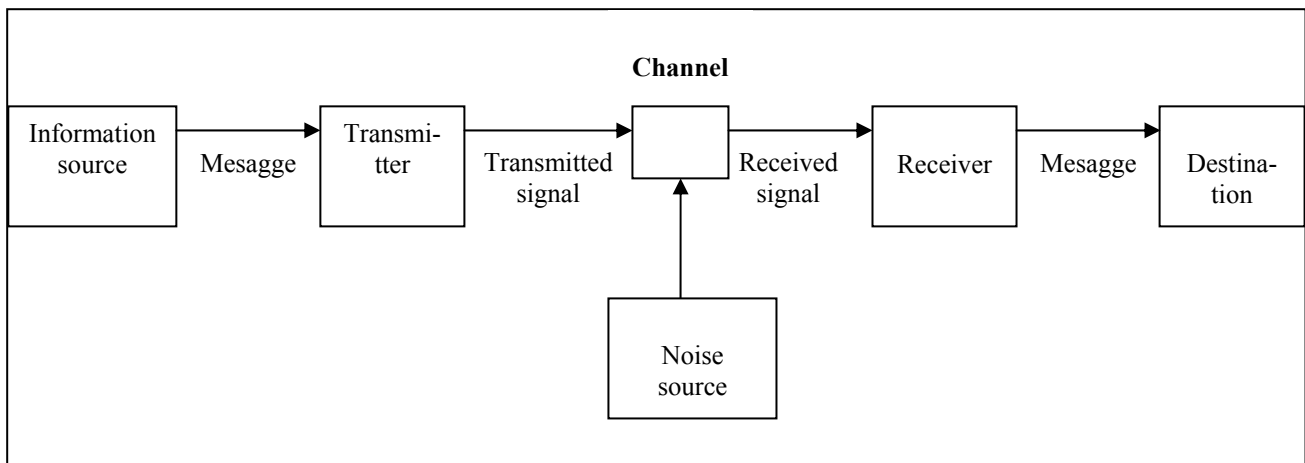 Channel
Information
source
Mesagge
Transmi-
tter
Transmitted
signal
Received
signal
Receiver
Mesagge
Destina-
tion
Noise
source